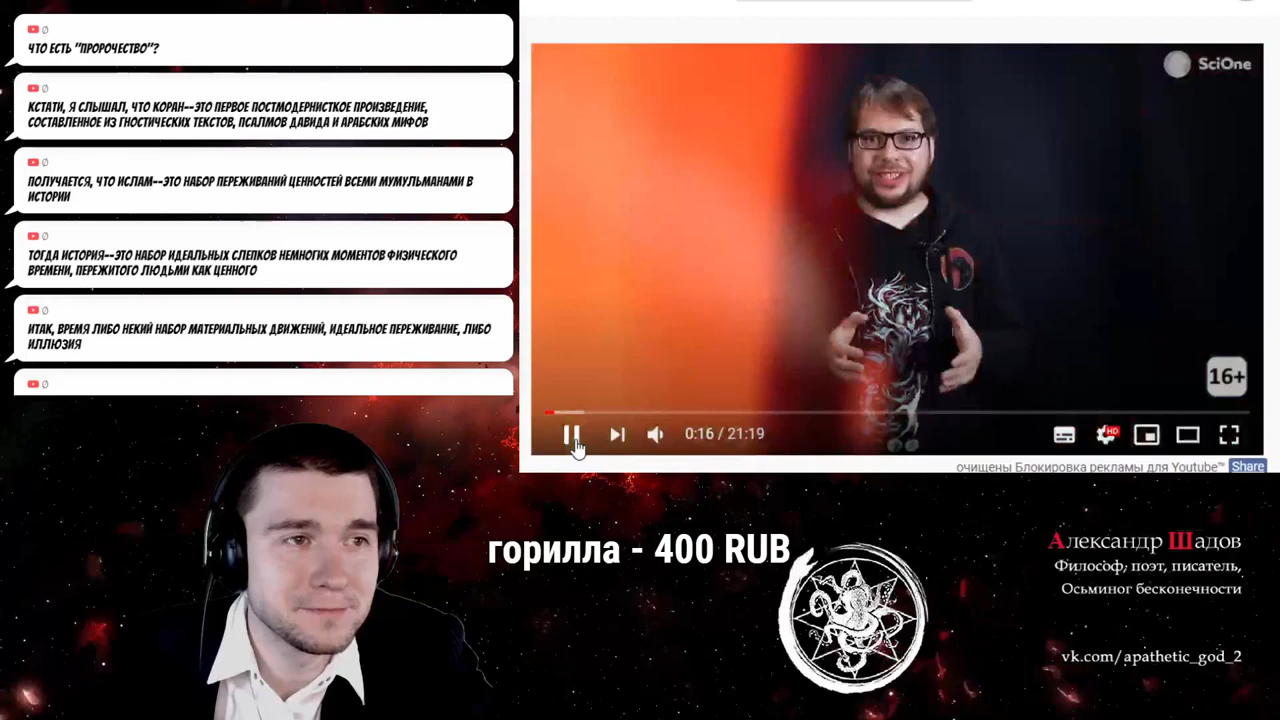 Ø
ЧТО ЕСТЬ "ПРОРОЧЕСТВО"?
Ø
КСТАТИ, Я СЛЫШАЛ, ЧТО КОРАН--ЭТО ПЕРВОЕ ПОСТМОДЕРНИСТКОЕ ПРОИЗВЕДЕНИЕ,
СОСТАВЛЕННОЕ ИЗ ГНОСТИЧЕСКИХ ТЕКСТОВ, ПСАЛМОВ ДАВИДА И АРАБСКИХ МИФОВ
Ø
ПОЛУЧАЕТСЯ, ЧТО ИСЛАМ--ЭТО НАБОР ПЕРЕЖИВАНИЙ ЦЕННОСТЕЙ ВСЕМИ МУМУЛЬМАНАМИ В
ИСТОРИИ
Ø
ТОГДА ИСТОРИЯ--ЭТО НАБОР ИДЕАЛЬНЫХ СЛЕПКОВ НЕМНОГИХ МОМЕНТОВ ФИЗИЧЕСКОГО
ВРЕМЕНИ, ПЕРЕЖИТОГО ЛЮДЬМИ КАК ЦЕННОГО
Ø
ИТАК, ВРЕМЯ ЛИБО НЕКИЙ НАБОР МАТЕРИАЛЬНЫХ ДВИЖЕНИЙ, ИДЕАЛЬНОЕ ПЕРЕЖИВАНИЕ, ЛИБО
ИЛЛЮЗИЯ
Ø
SciOne
16+
0:16 / 21:19
HD
очищены Блокировка рекламы для Youtube™ Share
горилла - 400 RUB
Александр Шадов
Философ, поэт, писатель,
Осьминог бесконечности
vk.com/apathetic_god_2